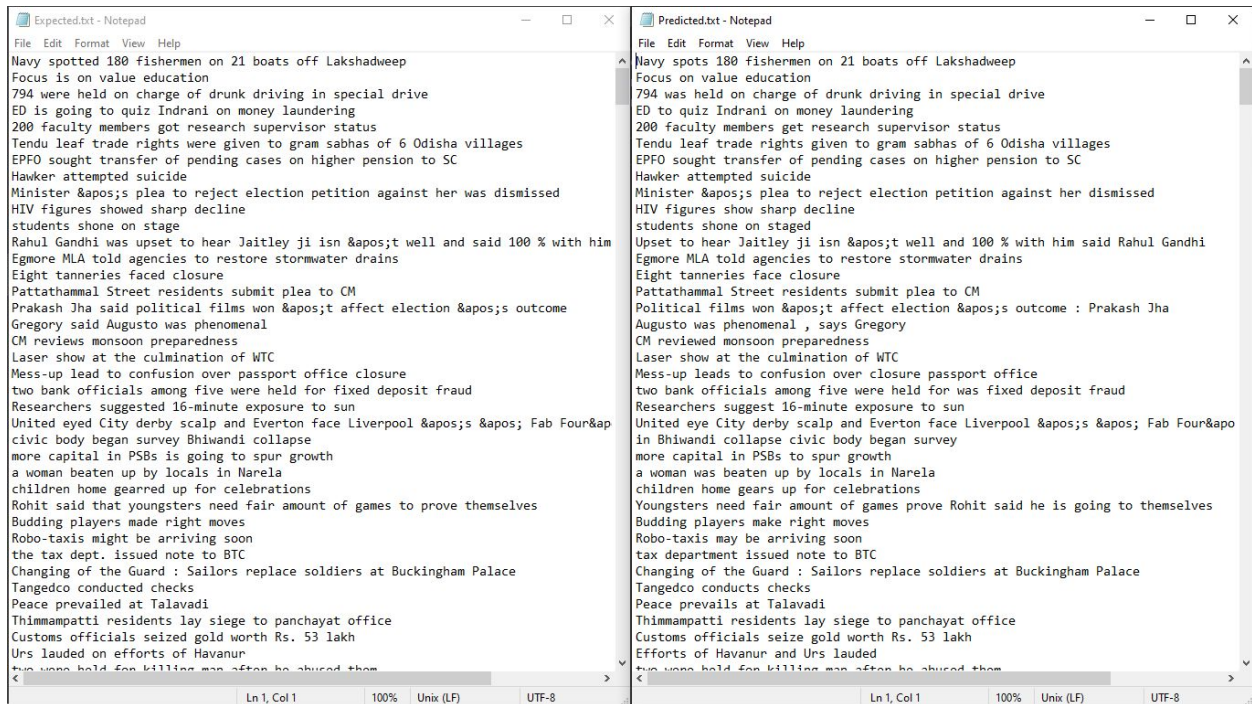 Expected.txt - Notepad
File Edit Format View Help
Navy spotted 180 fishermen on 21 boats off Lakshadweep
Focus is on value education
794 were held on charge of drunk driving in special drive
ED is going to quiz Indrani on money laundering
200 faculty members got research supervisor status
Tendu leaf trade rights were given to gram sabhas of 6 Odisha villages
EPFO sought transfer of pending cases on higher pension to SC
Hawker attempted suicide
Minister &apos;s plea to reject election petition against her was dismissed
HIV figures showed sharp decline
students shone on stage
Rahul Gandhi was upset to hear Jaitley ji isn &apos;t well and said 100 % with him
Egmore MLA told agencies to restore stormwater drains
Eight tanneries faced closure
Pattathammal Street residents submit plea to CM
Prakash Jha said political films won &apos;t affect election &apos;s outcome
Gregory said Augusto was phenomenal
CM reviews monsoon preparedness
Laser show at the culmination of WTC
Mess-up lead to confusion over passport office closure
two bank officials among five were held for fixed deposit fraud
Researchers suggested 16-minute exposure to sun
United eyed City derby scalp and Everton face Liverpool &apos;s &apos; Fab Four&ap
civic body began survey Bhiwandi collapse
more capital in PSBs is going to spur growth
a woman beaten up by locals in Narela
children home gearred up for celebrations
Rohit said that youngsters need fair amount of games to prove themselves
Budding players made right moves
Robo-taxis might be arriving soon
the tax dept. issued note to BTC
Changing of the Guard : Sailors replace soldiers at Buckingham Palace
Tangedco conducted checks
Peace prevailed at Talavadi
Thimmampatti residents lay siege to panchayat office
Customs officials seized gold worth Rs. 53 lakh
Urs lauded on efforts of Havanur
two were held for killing man after he abused them
Ln 1, Col 1 100% Unix (LF) UTF-8
Predicted.txt - Notepad
File Edit Format View Help
Navy spots 180 fishermen on 21 boats off Lakshadweep
Focus on value education
794 was held on charge of drunk driving in special drive
ED to quiz Indrani on money laundering
200 faculty members get research supervisor status
Tendu leaf trade rights given to gram sabhas of 6 Odisha villages
EPFO sought transfer of pending cases on higher pension to SC
Hawker attempted suicide
Minister &apos;s plea to reject election petition against her dismissed
HIV figures show sharp decline
students shone on staged
Upset to hear Jaitley ji isn &apos;t well and 100 % with him said Rahul Gandhi
Egmore MLA told agencies to restore stormwater drains
Eight tanneries face closure
Pattathammal Street residents submit plea to CM
Political films won &apos;t affect election &apos;s outcome : Prakash Jha
Augusto was phenomenal , says Gregory
CM reviewed monsoon preparedness
Laser show at the culmination of WTC
Mess-up leads to confusion over closure passport office
two bank officials among five were held for was fixed deposit fraud
Researchers suggest 16-minute exposure to sun
United eye City derby scalp and Everton face Liverpool &apos;s &apos; Fab Four&apo
in Bhiwandi collapse civic body began survey
more capital in PSBs is going to spur growth
a woman was beaten up by locals in Narela
children home gears up for celebrations
Youngsters need fair amount of games prove Rohit said he is going to themselves
Budding players make right moves
Robo-taxis may be arriving soon
tax department issued note to BTC
Changing of the Guard : Sailors replace soldiers at Buckingham Palace
Tangedco conducts checks
Peace prevails at Talavadi
Thimmampatti residents lay siege to panchayat office
Customs officials seize gold worth Rs. 53 lakh
Efforts of Havanur and Urs lauded
two were held for killing man after he abused them
Ln 1, Col 1 100% Unix (LF) UTF-8